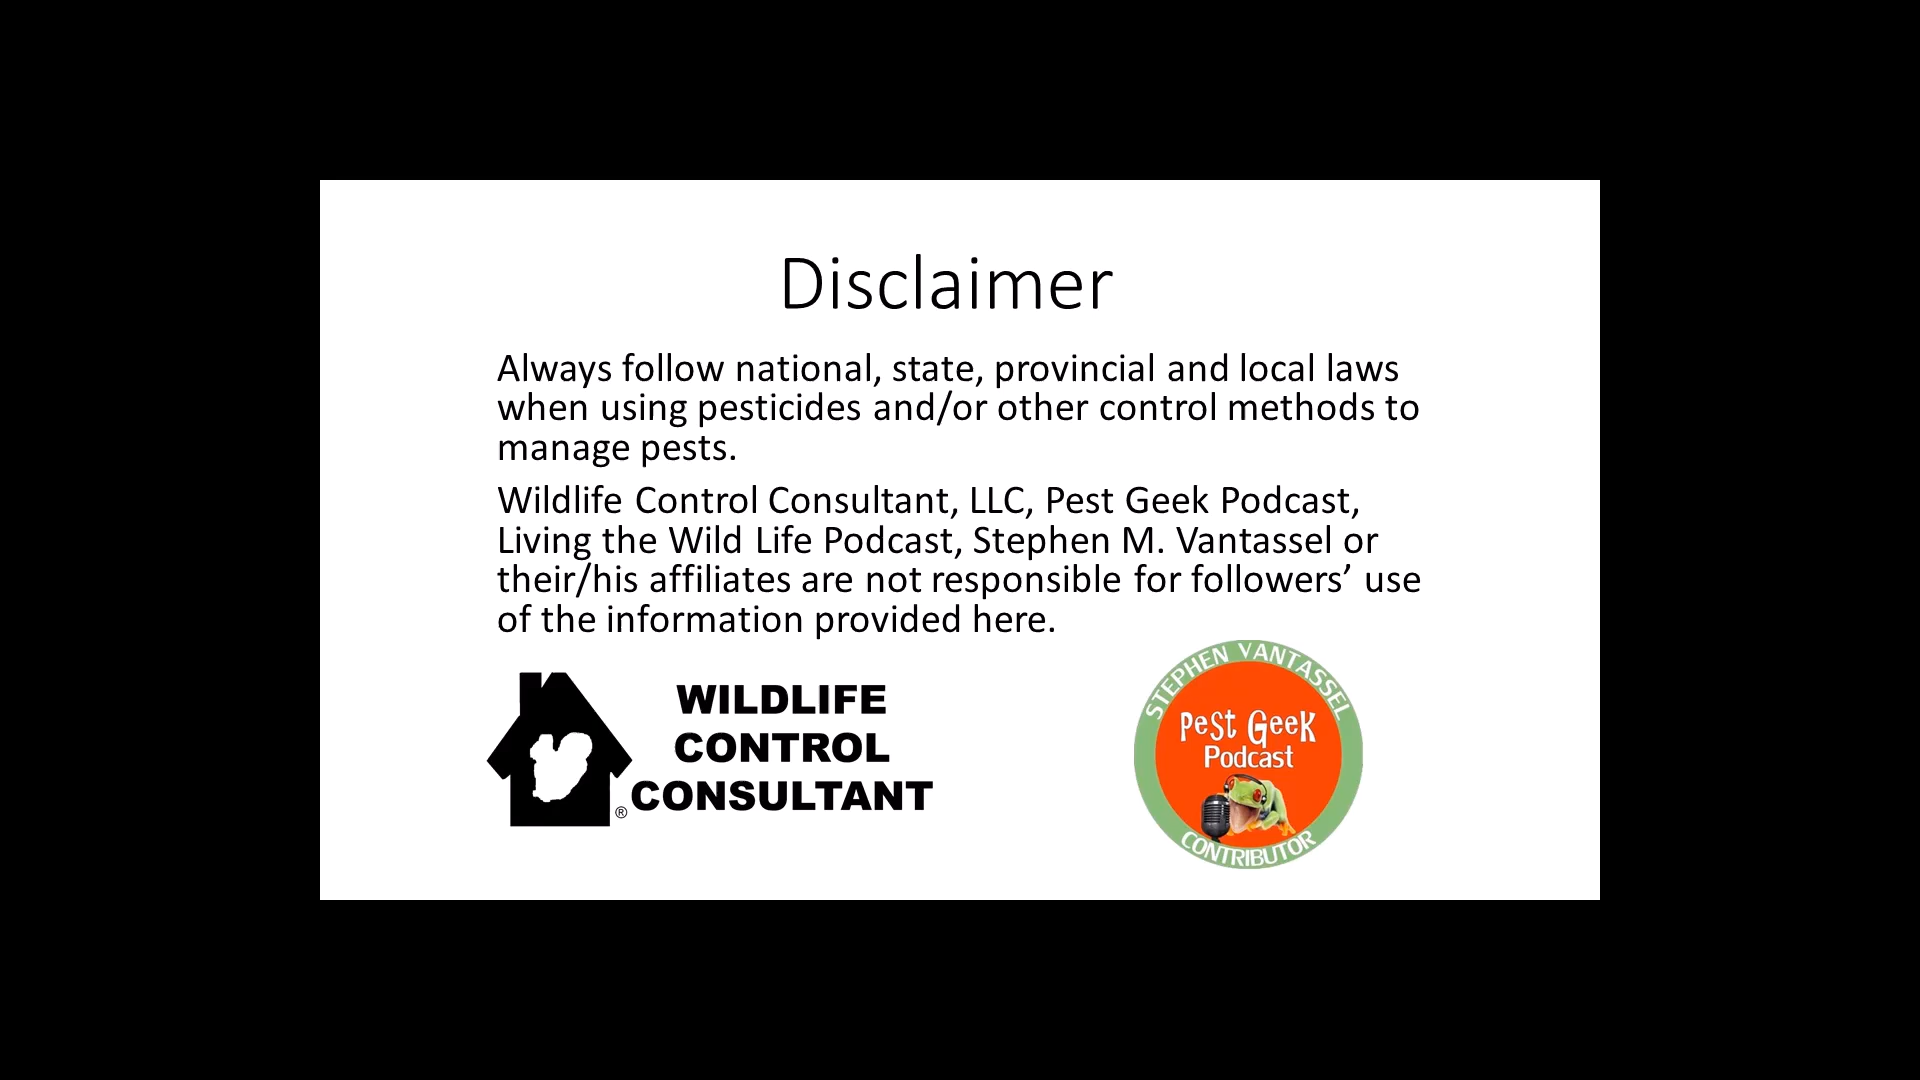 Disclaimer
Always follow national, state, provincial and local laws
when using pesticides and/or other control methods to
manage pests.
Wildlife Control Consultant, LLC, Pest Geek Podcast,
Living the Wild Life Podcast, Stephen M. Vantassel or
their/his affiliates are not responsible for followers’ use
of the information provided here.
WILDLIFE
CONTROL
®CONSULTANT
STEPHEN VANTASSEL
PeSt GeeK
Podcast
CONTRIBUTOR